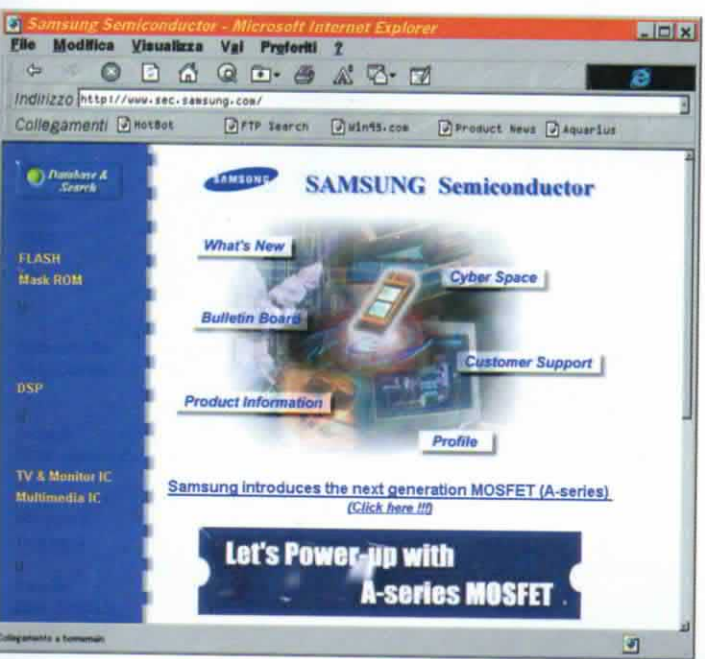 Samsung Semiconductor - Microsoft Internet Explorer
File Modifica Visualizza Vai Preferiti ?
Indirizzo http://www.sec.samsung.com/
Collegamenti HotBot FTP Search Win95.com Product News Aquarius
Database & Search
SAMSUNG SAMSUNG Semiconductor
What's New
Cyber Space
FLASH
Mask ROM
Bulletin Board
Customer Support
DSP
Product Information
Profile
TV & Monitor IC
Multimedia IC
Samsung introduces the next generation MOSFET (A-series)
(Click here !!!)
Let's Power-up with
A-series MOSFET
Collegamento a